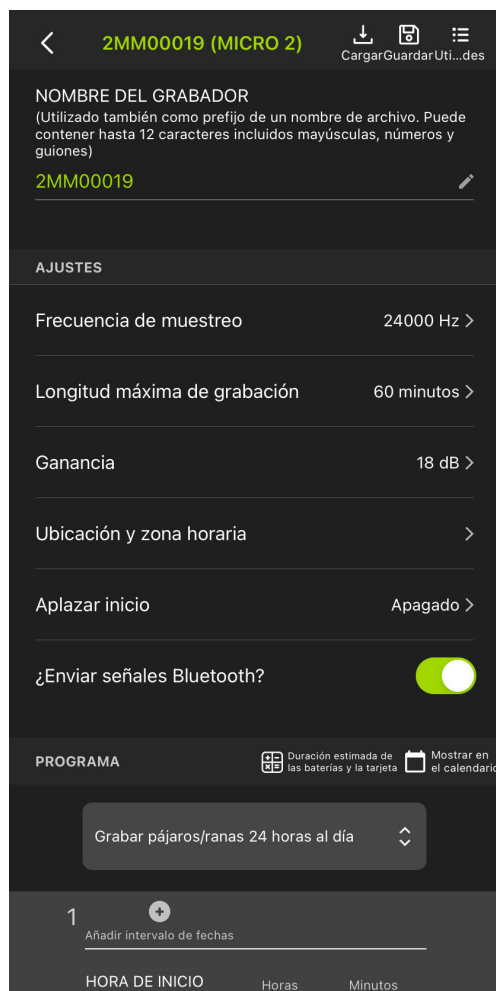 2MM00019 (MICRO 2)
Cargar Guardar Uti...des
NOMBRE DEL GRABADOR
(Utilizado también como prefijo de un nombre de archivo. Puede
contener hasta 12 caracteres incluidos mayúsculas, números y
guiones)
2MM00019
AJUSTES
Frecuencia de muestreo 24000 Hz
Longitud máxima de grabación 60 minutos
Ganancia 18 dB
Ubicación y zona horaria
Aplazar inicio Apagado
¿Enviar señales Bluetooth?
PROGRAMA
Duración estimada de
las baterías y la tarjeta
Mostrar en
el calendario
Grabar pájaros/ranas 24 horas al día
1
Añadir intervalo de fechas
HORA DE INICIO Horas Minutos